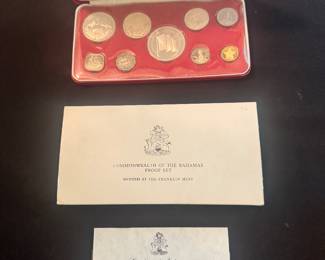 COMMONWEALTH OF THE BAHAMAS
PROOF SET
MINTED BY THE FRANKLIN MINT